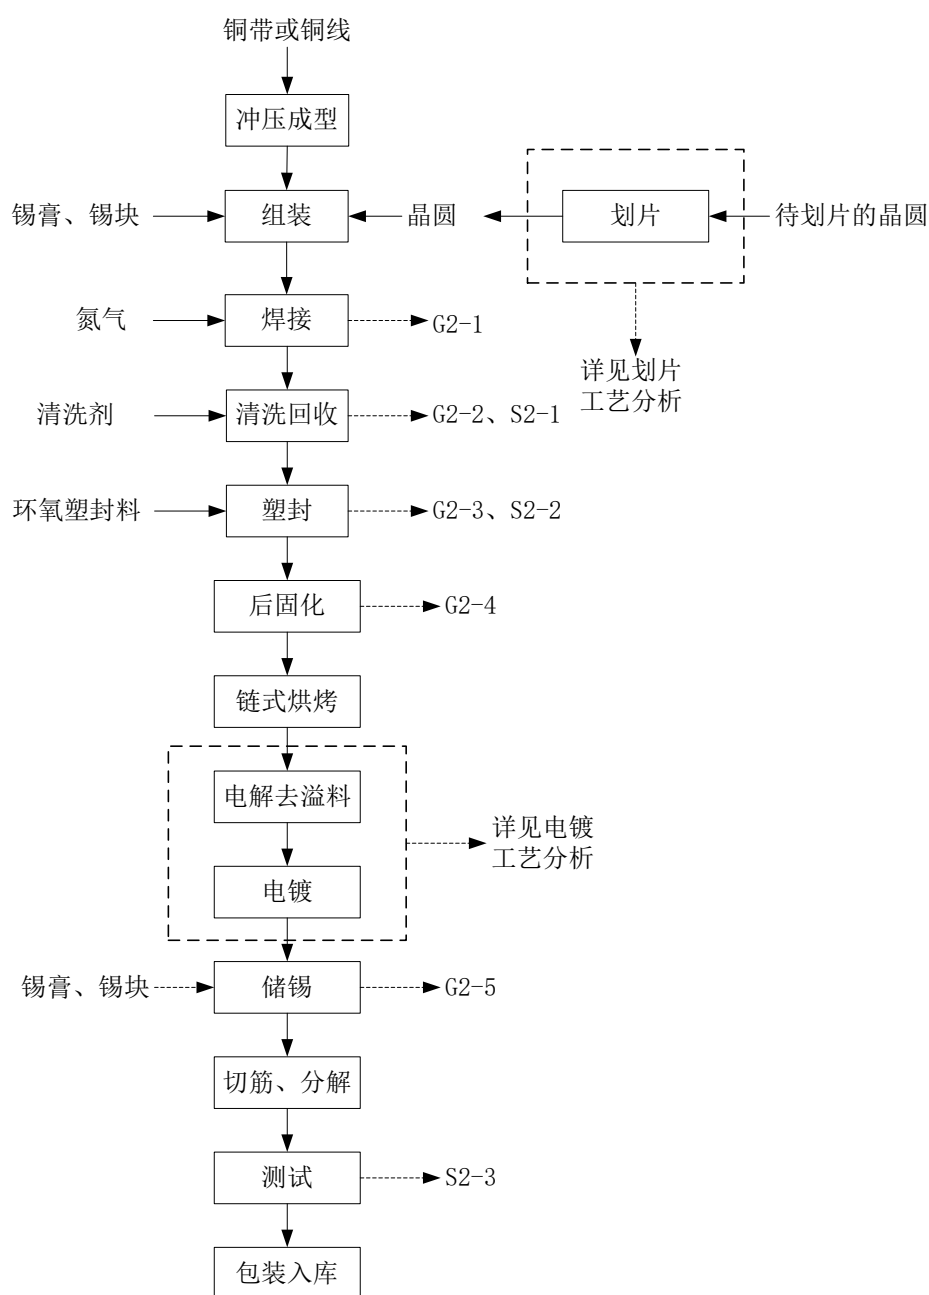 铜带或铜线
冲压成型
锡膏、锡块
组装
晶圆
划片
待划片的晶圆
氮气
焊接
G2-1
详见划片
工艺分析
清洗剂
清洗回收
G2-2、S2-1
环氧塑封料
塑封
G2-3、S2-2
后固化
G2-4
链式烘烤
电解去溢料
详见电镀
工艺分析
电镀
锡膏、锡块
储锡
G2-5
切筋、分解
测试
S2-3
包装入库